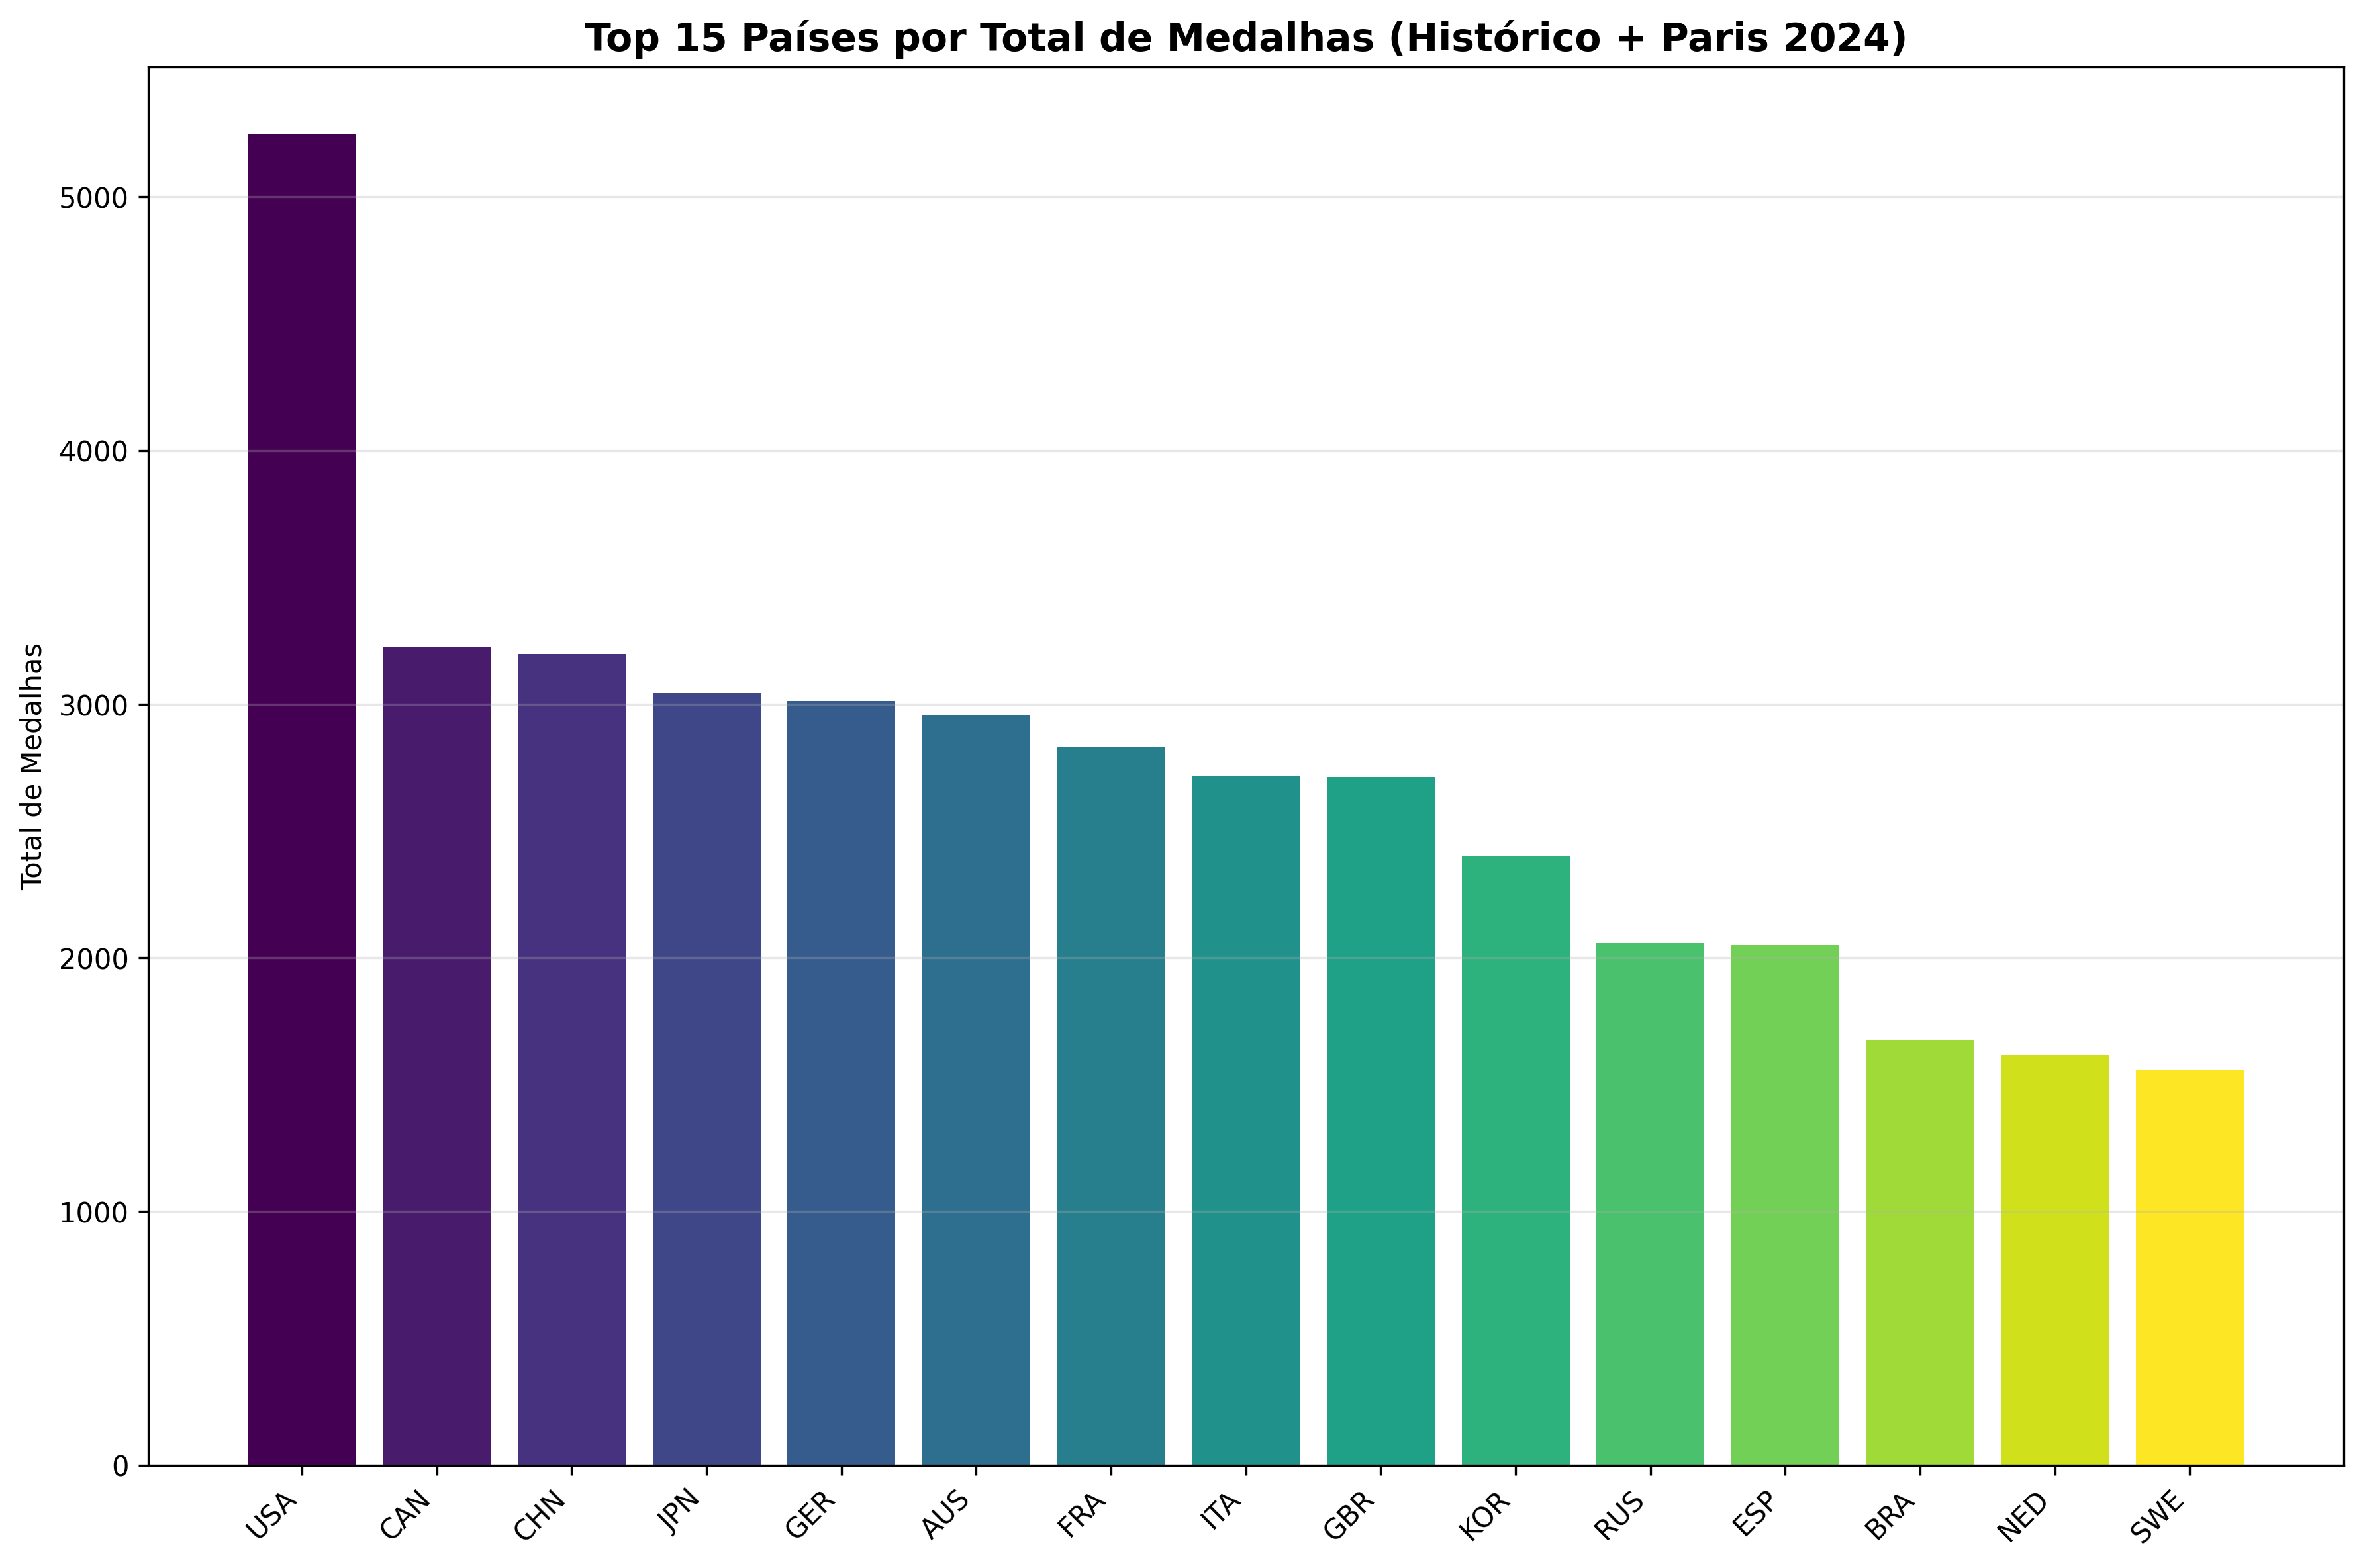 Top 15 Países por Total de Medalhas (Histórico + Paris 2024)
Total de Medalhas
5000
4000
3000
2000
1000
0
USA
CAN
CHN
JPN
GER
AUS
FRA
ITA
GBR
KOR
RUS
ESP
BRA
NED
SWE